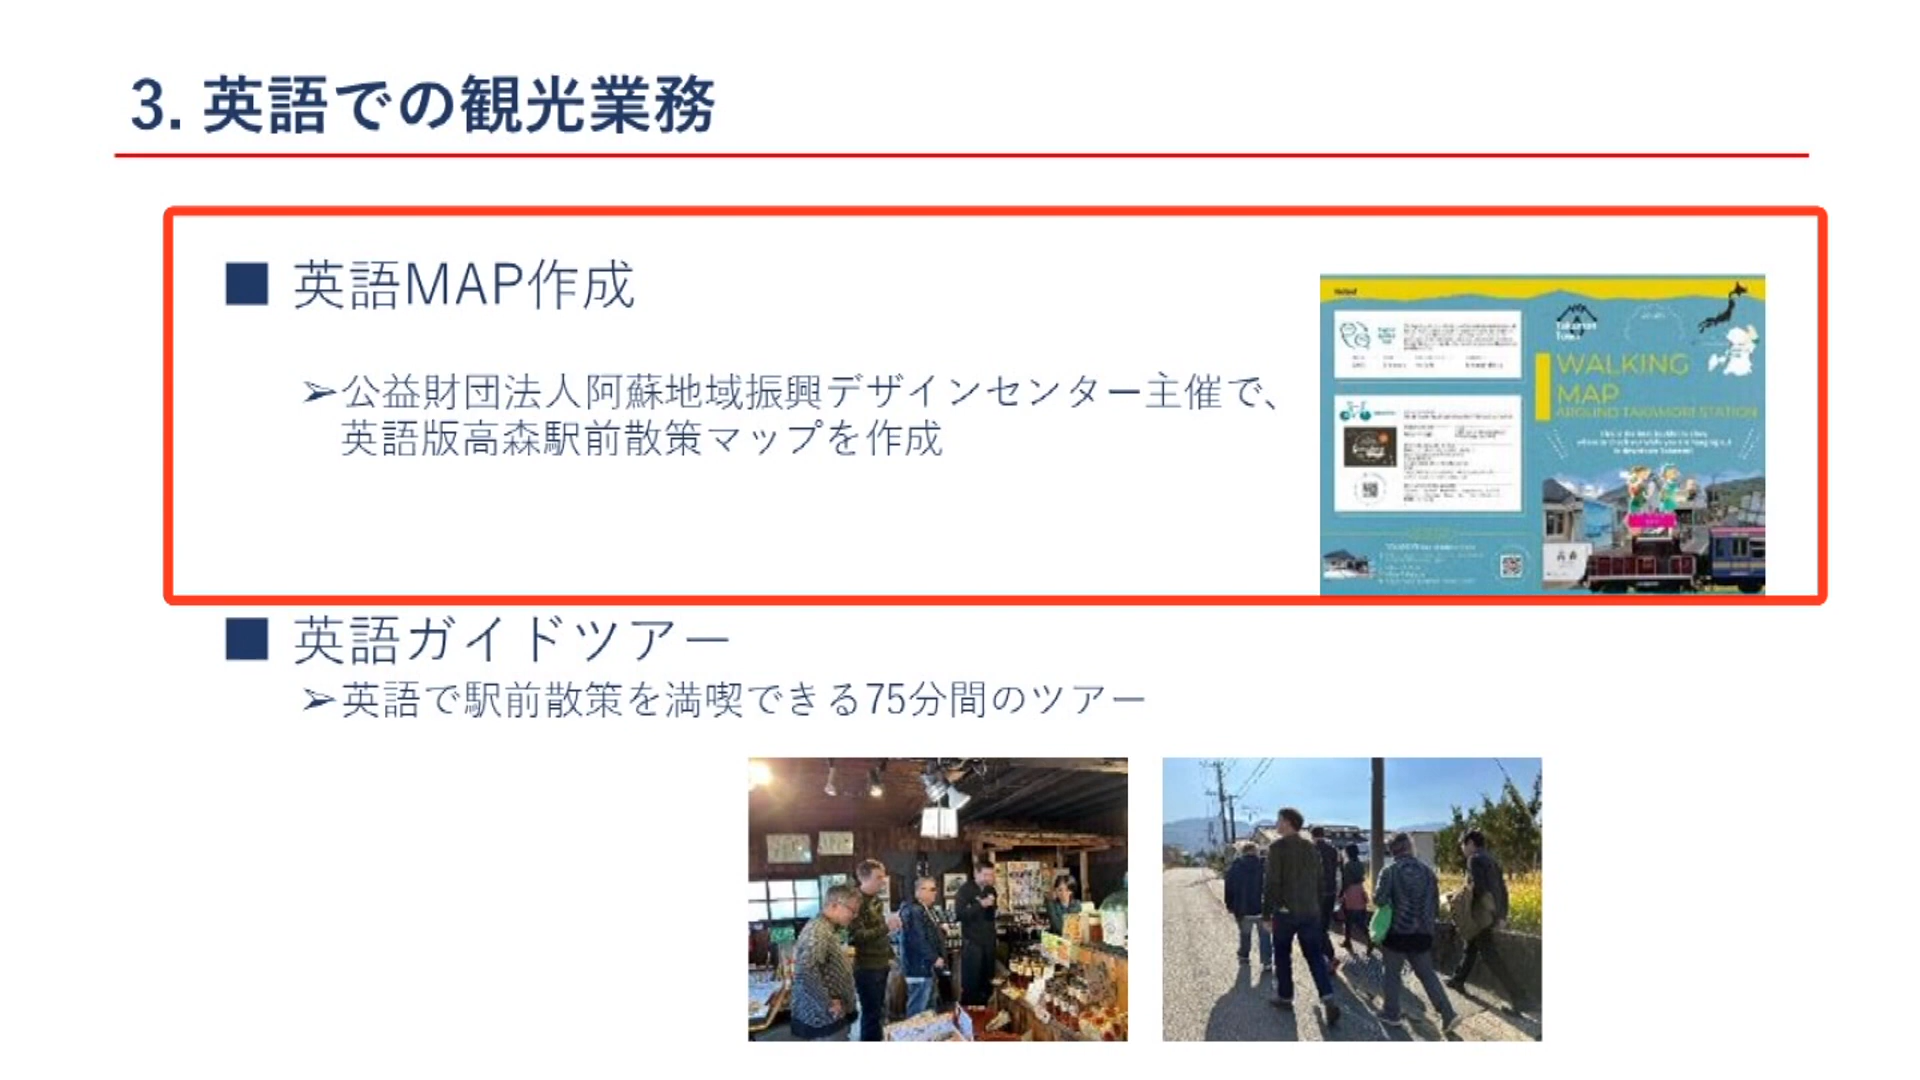 3. 英語での観光業務
■ 英語MAP作成
➢公益財団法人阿蘇地域振興デザインセンター主催で、
英語版高森駅前散策マップを作成
Takamori
Town
WALKING
MAP
AROUND TAKAMORI STATION
■ 英語ガイドツアー
➢英語で駅前散策を満喫できる75分間のツアー